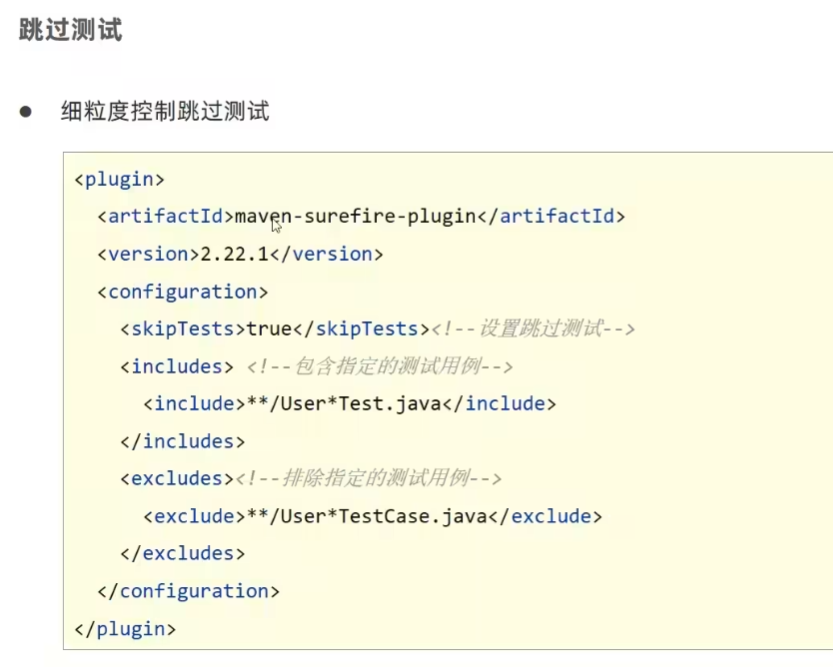 跳过测试
● 细粒度控制跳过测试
<plugin>
<artifactId>maven-surefire-plugin</artifactId>
<version>2.22.1</version>
<configuration>
<skipTests>true</skipTests><!--设置跳过测试-->
<includes> <!--包含指定的测试用例-->
<include>**/User*Test.java</include>
</includes>
<excludes><!--排除指定的测试用例-->
<exclude>**/User*TestCase.java</exclude>
</excludes>
</configuration>
</plugin>